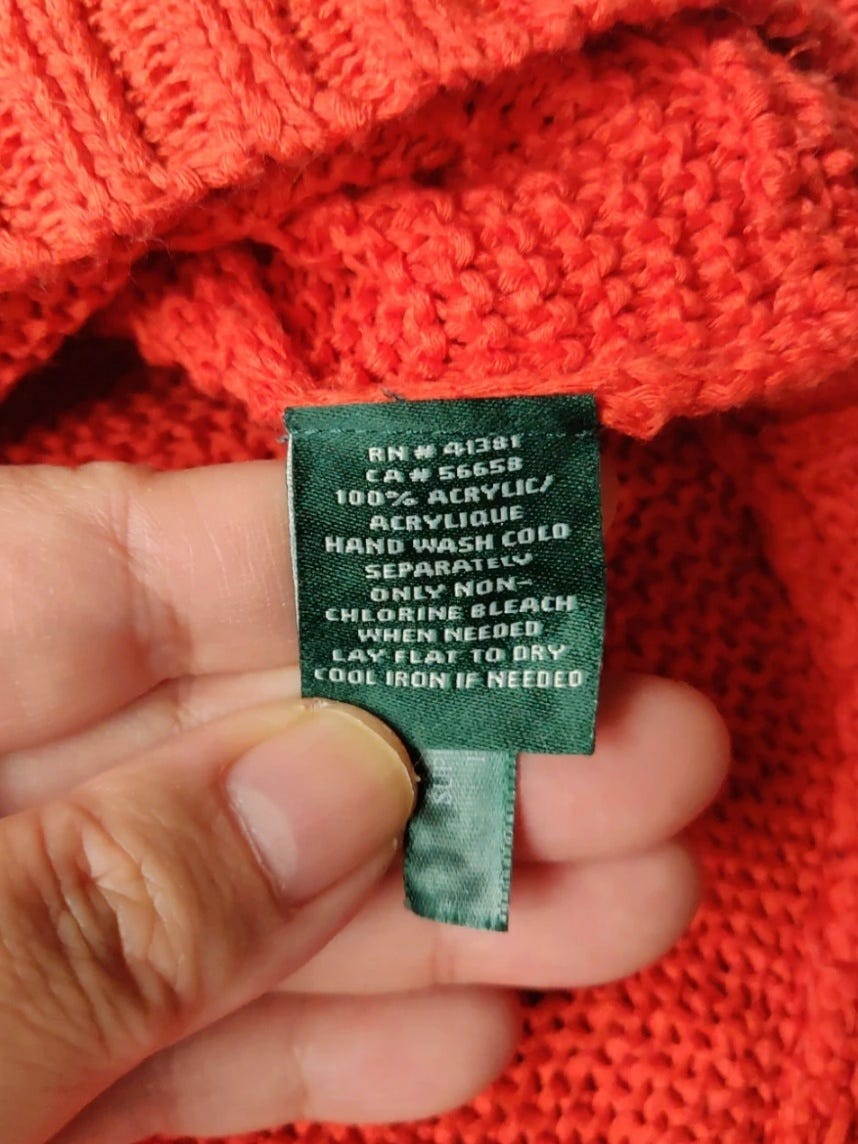 RN # 41381
CA # 56658
100% ACRYLIC/
ACRYLIQUE
HAND WASH COLD
SEPARATELY
ONLY NON-
CHLORINE BLEACH
WHEN NEEDED
LAY FLAT TO DRY
COOL IRON IF NEEDED
SUP